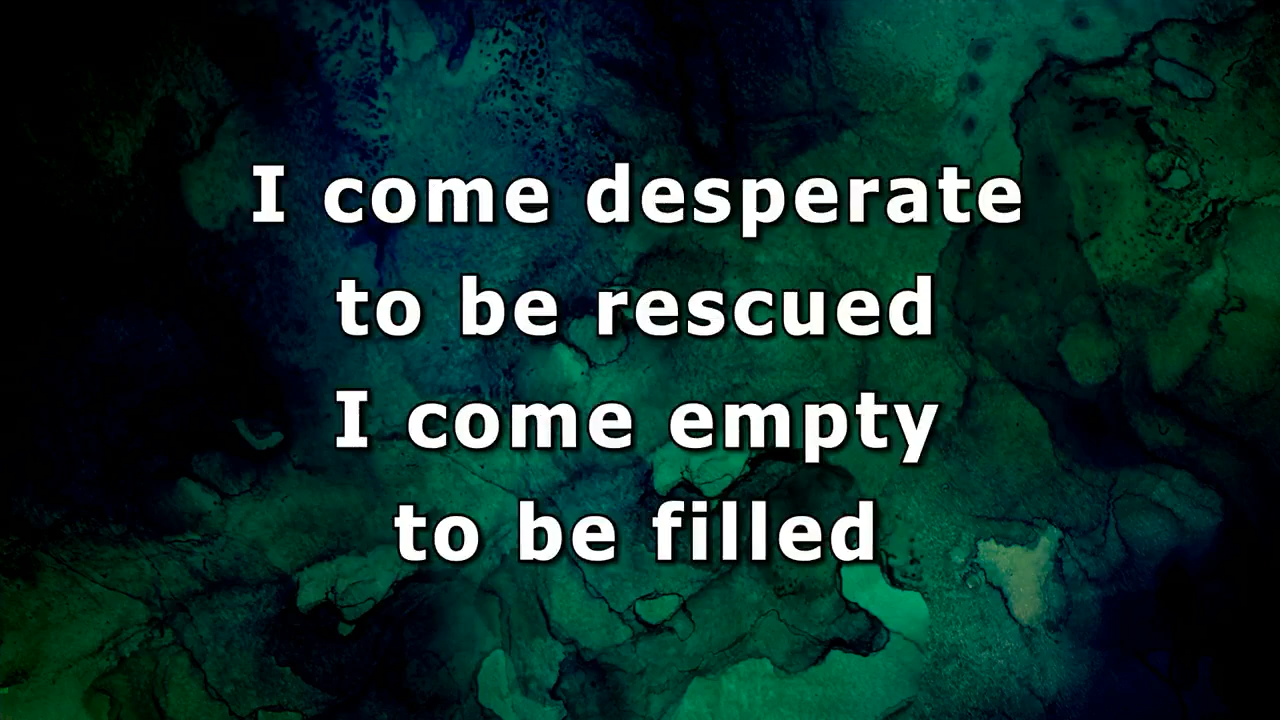 I come desperate
to be rescued
I come empty
to be filled